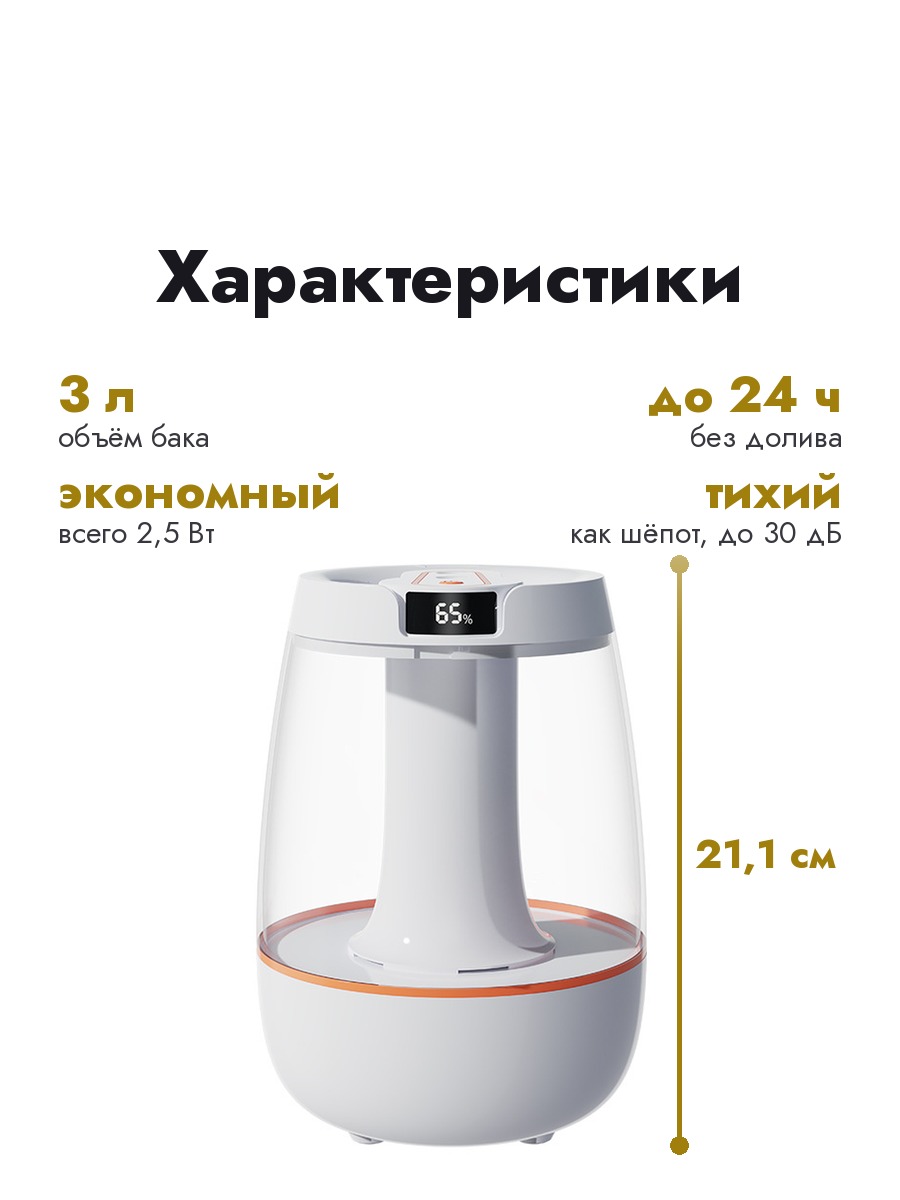 Характеристики
3 л
объём бака
до 24 ч
без долива
экономный
всего 2,5 Вт
тихий
как шёпот, до 30 дБ
65%
21,1 см